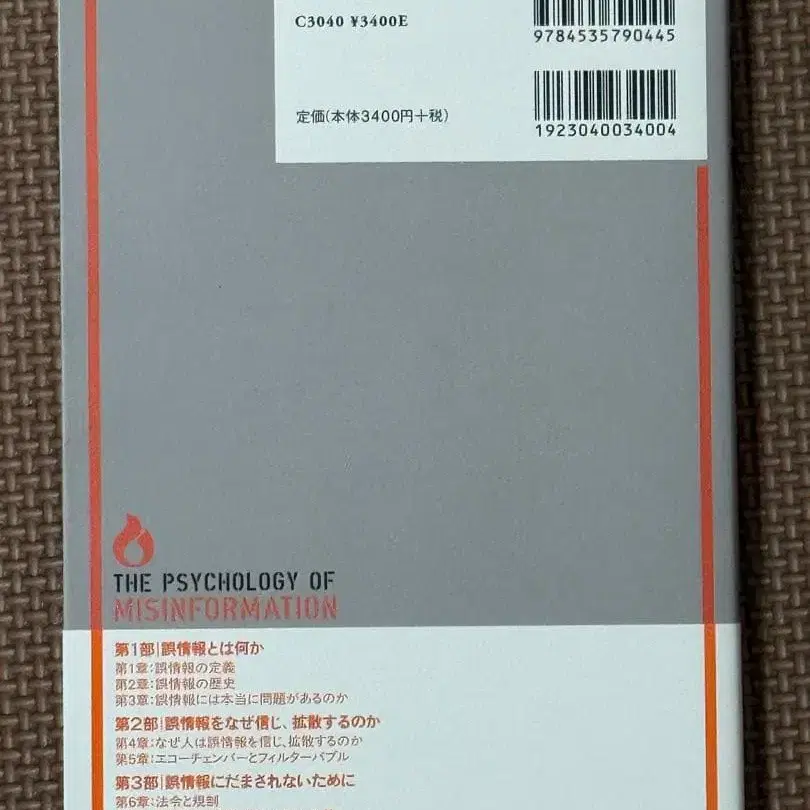 C3040 ¥3400E
9784535790445
定価(本体3400円+税)
1923040034004
THE PSYCHOLOGY OF
MISINFORMATION
第1部|誤情報とは何か
第1章:誤情報の定義
第2章:誤情報の歴史
第3章:誤情報には本当に問題があるのか
第2部|誤情報をなぜ信じ、拡散するのか
第4章:なぜ人は誤情報を信じ、拡散するのか
第5章:エコーチェンバーとフィルターバブル
第3部|誤情報にだまされないために
第6章:法令と規制